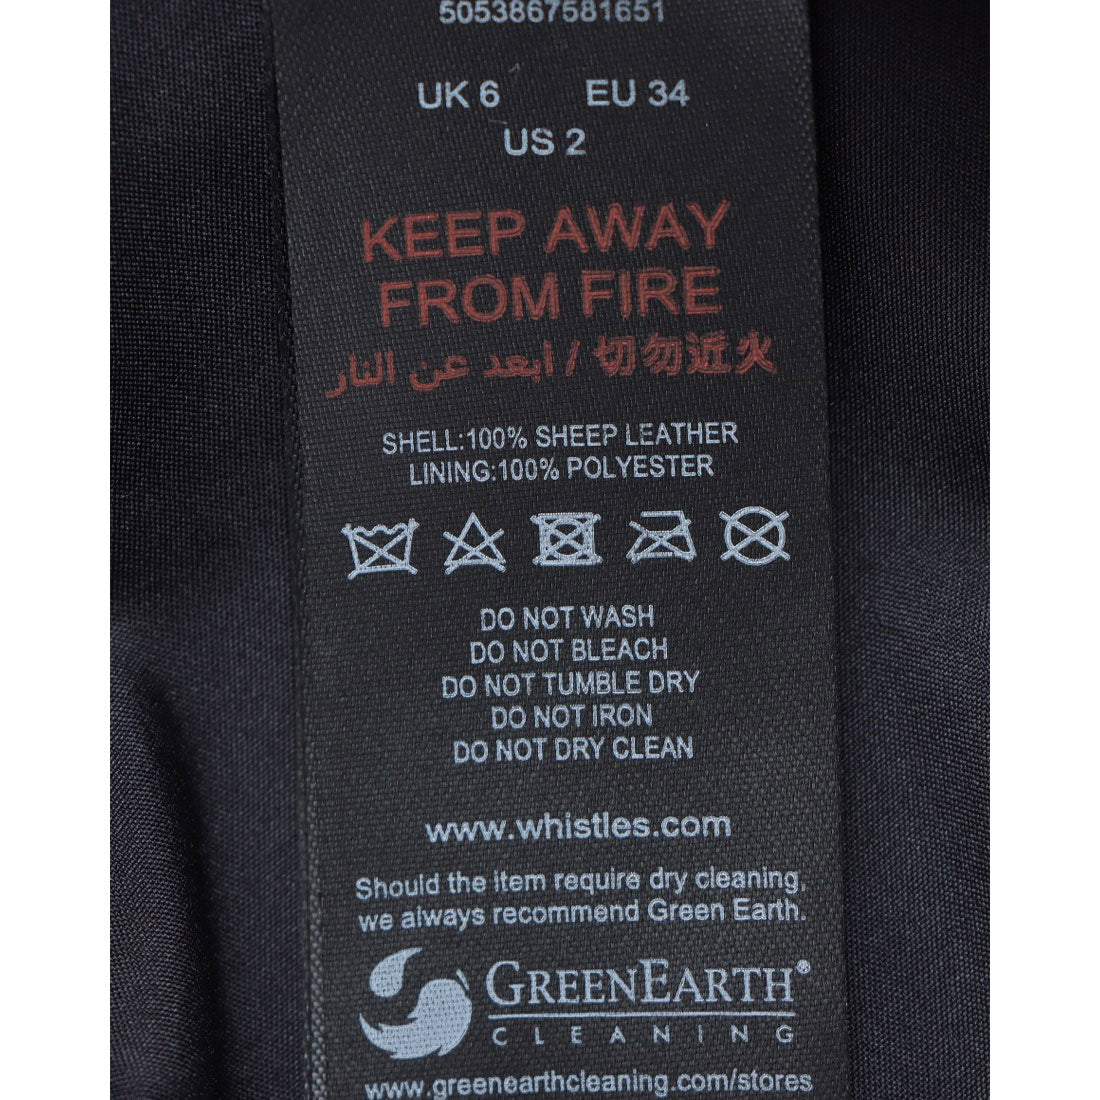 5053867581651
UK 6 EU 34
US 2
KEEP AWAY
FROM FIRE
ابعد عن النار / 切勿近火
SHELL:100% SHEEP LEATHER
LINING:100% POLYESTER
DO NOT WASH
DO NOT BLEACH
DO NOT TUMBLE DRY
DO NOT IRON
DO NOT DRY CLEAN
www.whistles.com
Should the item require dry cleaning,
we always recommend Green Earth.
GREENEARTH®
CLEANING
www.greenearthcleaning.com/stores